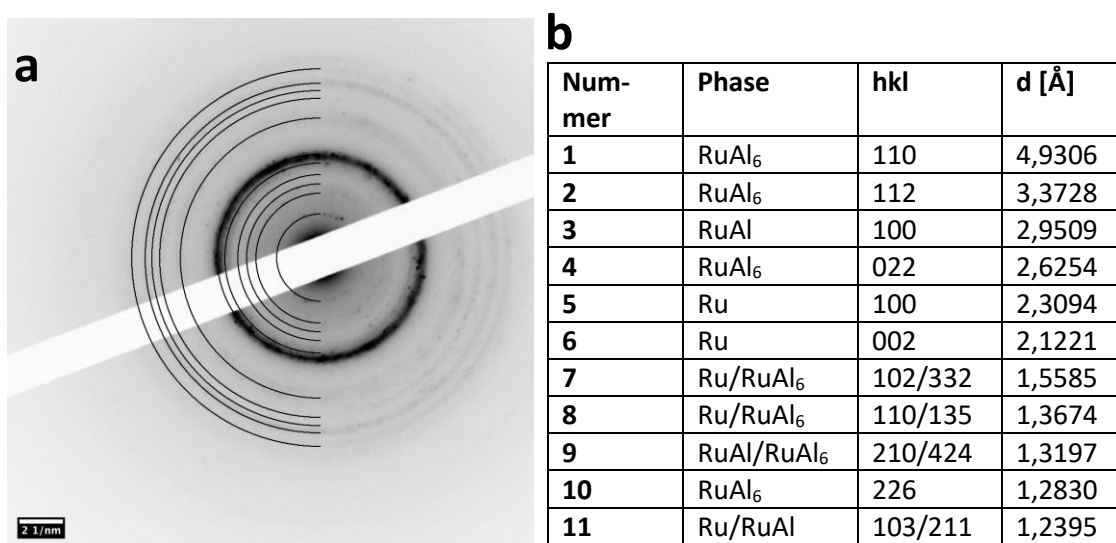 a
b
Num-
mer Phase hkl d [Å]
1 RuAl₆ 110 4,9306
2 RuAl₆ 112 3,3728
3 RuAl 100 2,9509
4 RuAl₆ 022 2,6254
5 Ru 100 2,3094
6 Ru 002 2,1221
7 Ru/RuAl₆ 102/332 1,5585
8 Ru/RuAl₆ 110/135 1,3674
9 RuAl/RuAl₆ 210/424 1,3197
10 RuAl₆ 226 1,2830
11 Ru/RuAl 103/211 1,2395
2 1/nm